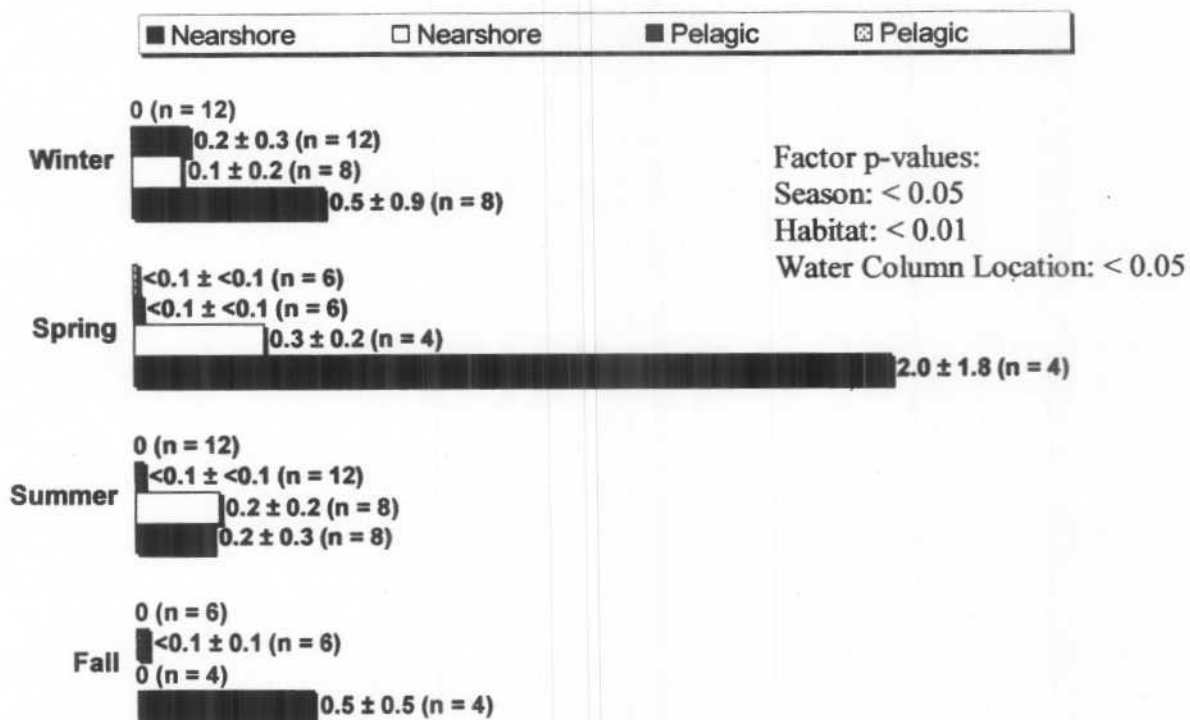 Nearshore Nearshore Pelagic Pelagic
0 (n = 12)
0.2 ± 0.3 (n = 12)
Winter
0.1 ± 0.2 (n = 8)
0.5 ± 0.9 (n = 8)
Factor p-values:
Season: < 0.05
Habitat: < 0.01
Water Column Location: < 0.05
<0.1 ± <0.1 (n = 6)
<0.1 ± <0.1 (n = 6)
Spring
0.3 ± 0.2 (n = 4)
2.0 ± 1.8 (n = 4)
0 (n = 12)
<0.1 ± <0.1 (n = 12)
Summer
0.2 ± 0.2 (n = 8)
0.2 ± 0.3 (n = 8)
0 (n = 6)
<0.1 ± 0.1 (n = 6)
Fall
0 (n = 4)
0.5 ± 0.5 (n = 4)